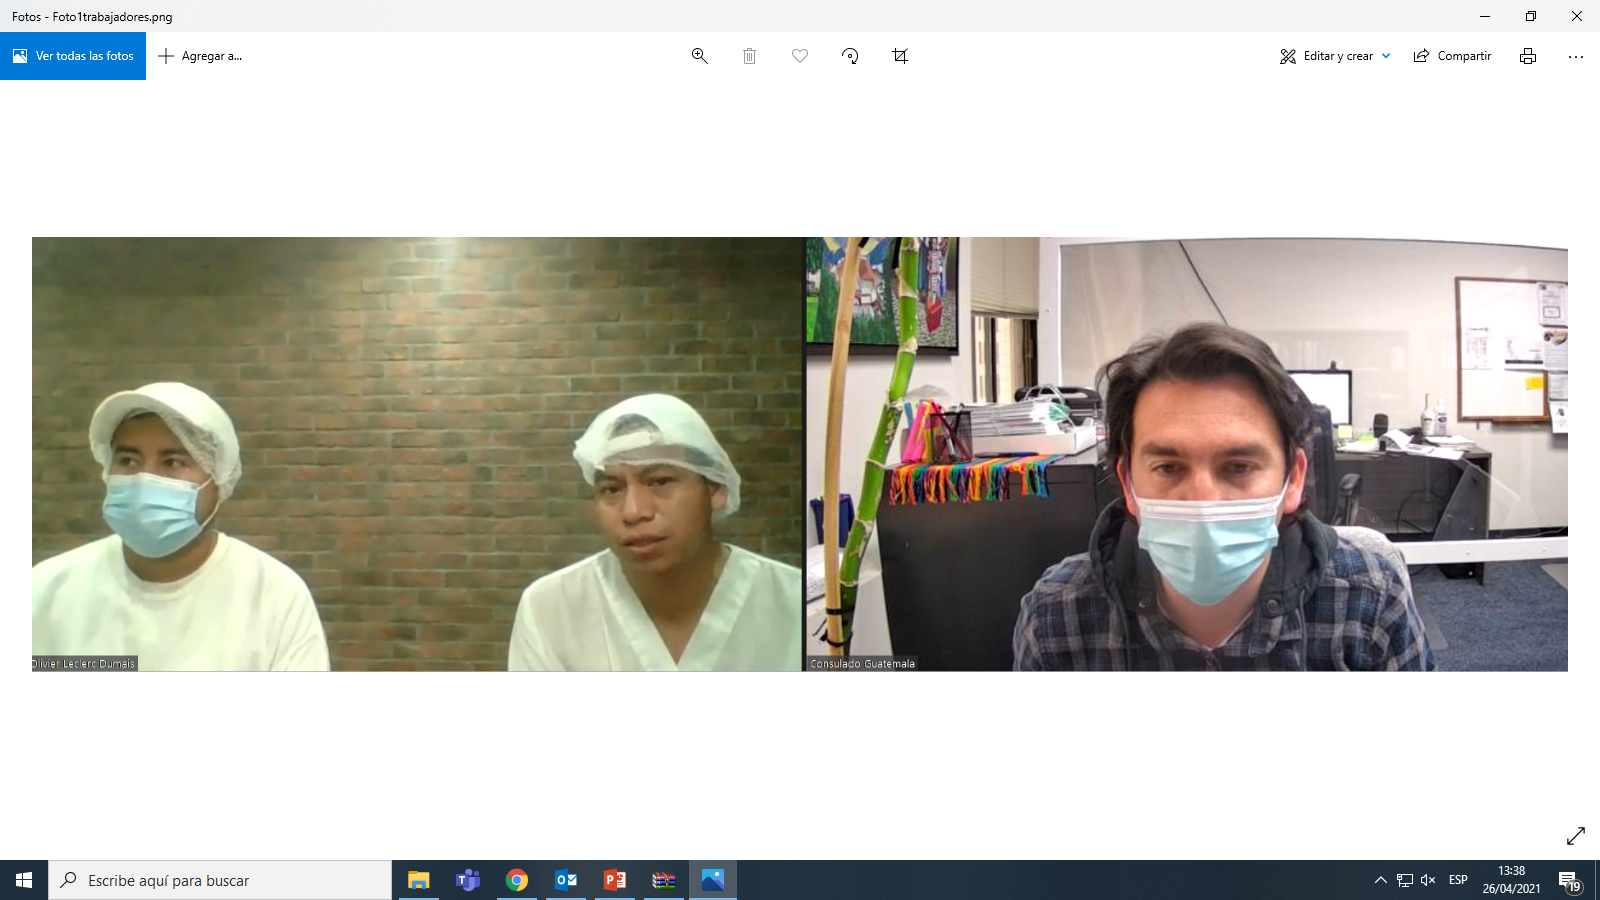 Fotos - Foto1trabajadores.png
Ver todas las fotos
Agregar a...
Editar y crear
Compartir
Olivier Leclerc Dumais
Consulado Guatemala
Escribe aquí para buscar
ESP
13:38
26/04/2021
19